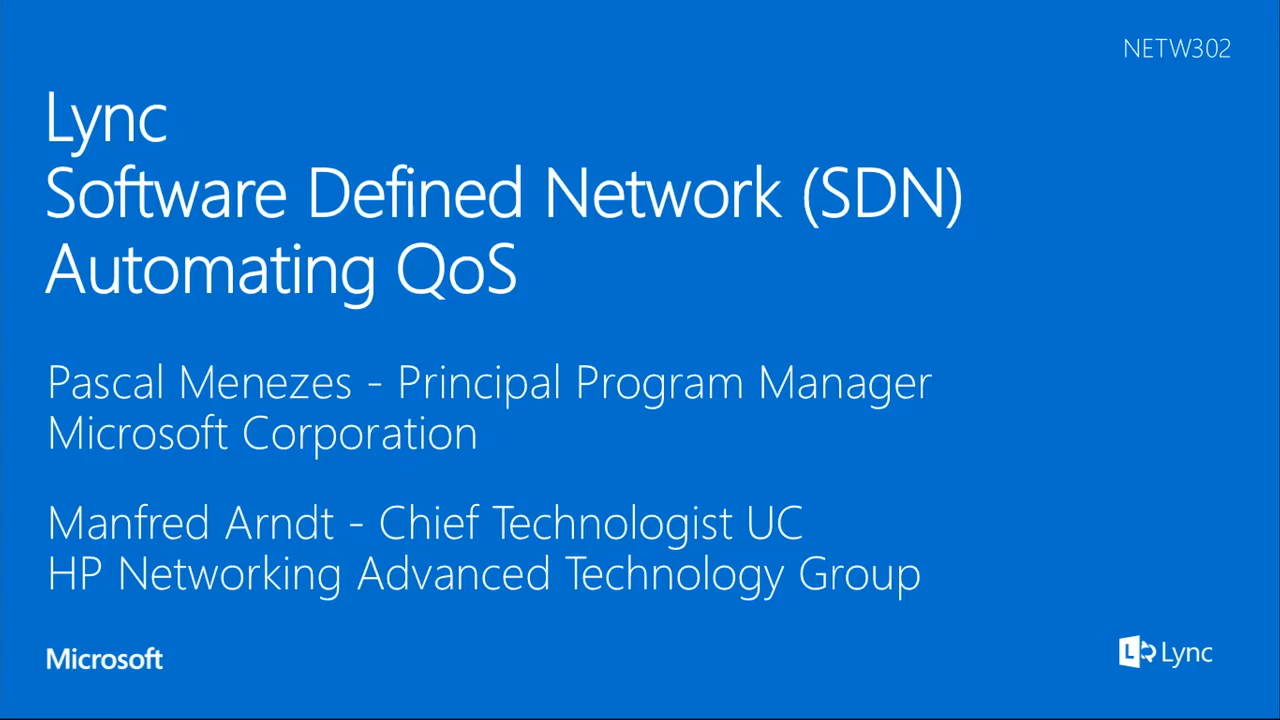 NETW302
Lync
Software Defined Network (SDN)
Automating QoS
Pascal Menezes - Principal Program Manager
Microsoft Corporation
Manfred Arndt - Chief Technologist UC
HP Networking Advanced Technology Group
Microsoft
Lync